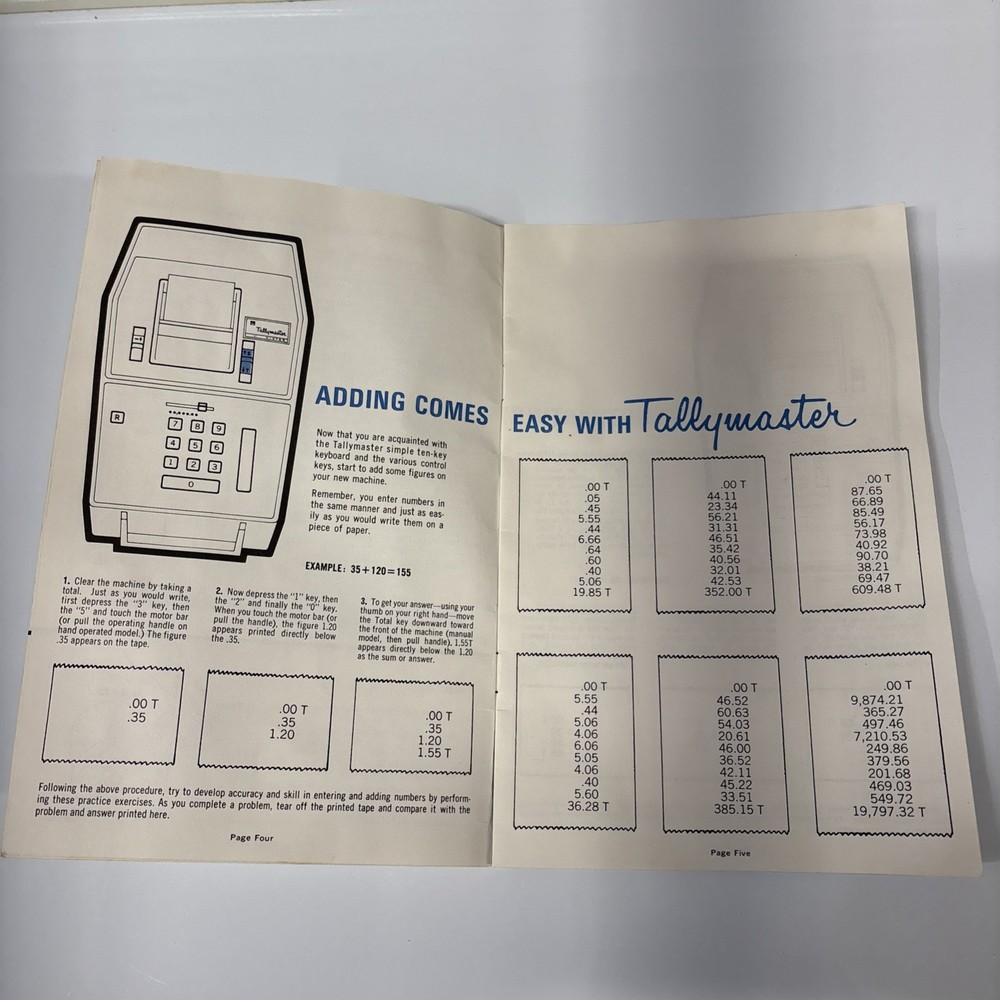 Tallymaster
R
7 8 9
4 5 6
1 2 3
0
ADDING COMES EASY WITH Tallymaster
Now that you are acquainted with
the Tallymaster simple ten-key
keyboard and the various control
keys, start to add some figures on
your new machine.
Remember, you enter numbers in
the same manner and just as eas-
ily as you would write them on a
piece of paper.
EXAMPLE: 35+120=155
1. Clear the machine by taking a
total. Just as you would write,
first depress the "3" key, then
the "5" and touch the motor bar
(or pull the operating handle on
hand operated model.) The figure
.35 appears on the tape.
2. Now depress the "1" key, then
the "2" and finally the "0" key.
When you touch the motor bar (or
pull the handle), the figure 1.20
appears printed directly below
the .35.
3. To get your answer—using your
thumb on your right hand—move
the Total key downward toward
the front of the machine (manual
model, then pull handle). 1.55T
appears directly below the 1.20
as the sum or answer.
.00 T
.35
.00 T
.35
1.20
.00 T
.35
1.20
1.55 T
Following the above procedure, try to develop accuracy and skill in entering and adding numbers by perform-
ing these practice exercises. As you complete a problem, tear off the printed tape and compare it with the
problem and answer printed here.
Page Four
.00 T
.05
.45
5.55
.44
6.66
.64
.60
.40
5.06
19.85 T
.00 T
44.11
23.34
56.21
31.31
46.51
35.42
40.56
32.01
42.53
352.00 T
.00 T
87.65
66.89
85.49
56.17
73.98
40.92
90.70
38.21
69.47
609.48 T
.00 T
5.55
.44
5.06
4.06
6.06
5.05
4.06
.40
5.60
36.28 T
.00 T
46.52
60.63
54.03
20.61
46.00
36.52
42.11
45.22
33.51
385.15 T
.00 T
9,874.21
365.27
497.46
7,210.53
249.86
379.56
201.68
469.03
549.72
19,797.32 T
Page Five